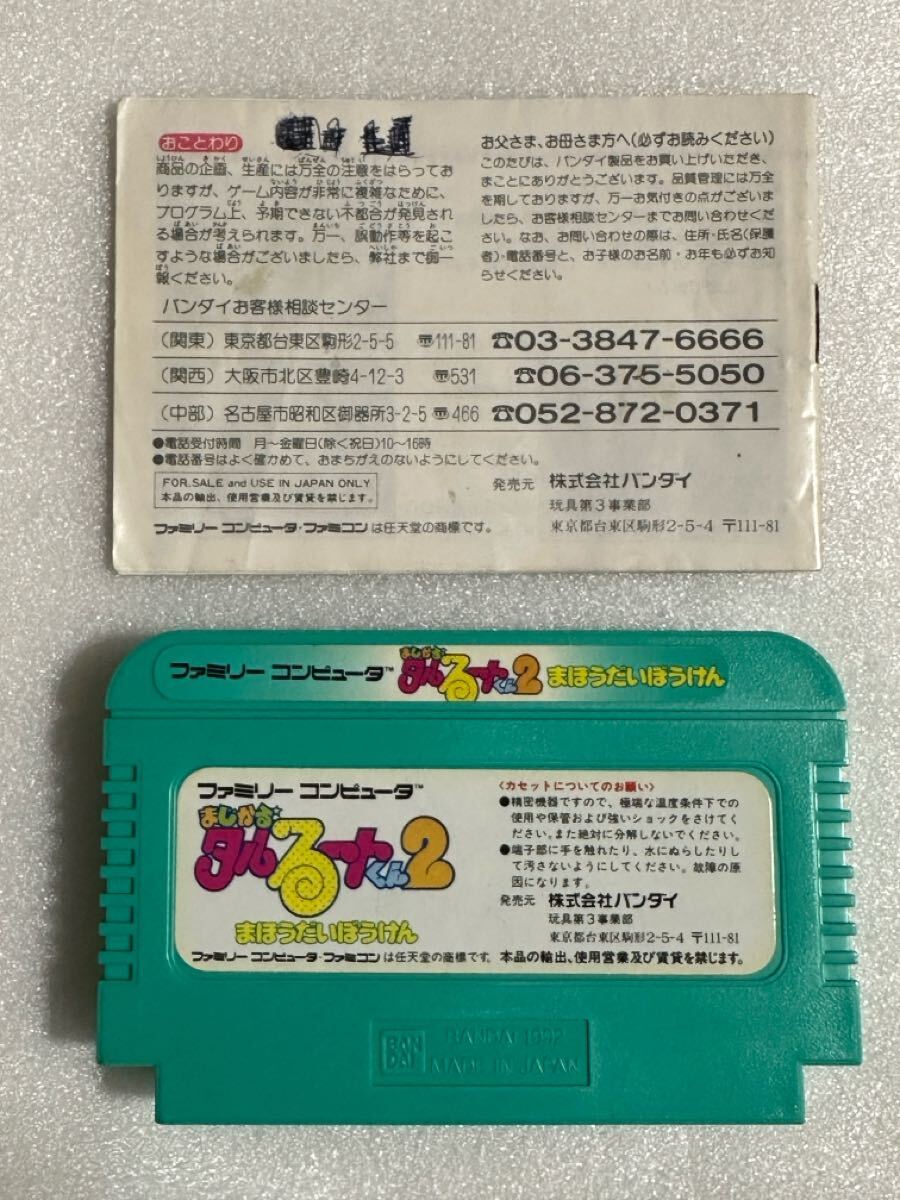 おことわり
商品の企画、生産には万全の注意をはらってお
りますが、ゲーム内容が非常に複雑なために、
プログラム上、予期できない不都合が発見され
る場合が考えられます。万一、誤動作等を起こ
すような場合がございましたら、弊社まで御一
報ください。
お父さま、お母さま方へ(必ずお読みください)
このたびは、バンダイ製品をお買い上げいただき、
まことにありがとうございます。品質管理には万全
を期しておりますが、万一お気付きの点がございま
したら、お客様相談センターまでお問い合わせくださ
い。なお、お問い合わせの際は、住所・氏名(保護
者)・電話番号と、お子様のお名前・お年も必ずお知
らせください。
バンダイお客様相談センター
(関東) 東京都台東区駒形2-5-5 〒111-81 ☎03-3847-6666
(関西) 大阪市北区豊崎4-12-3 〒531 ☎06-375-5050
(中部) 名古屋市昭和区御器所3-2-5 〒466 ☎052-872-0371
●電話受付時間 月~金曜日(除く祝日)10~16時
●電話番号はよく確かめて、おまちがえのないようにしてください。
FOR SALE and USE IN JAPAN ONLY
本品の輸出、使用営業及び賃貸を禁じます。
発売元 株式会社バンダイ
玩具第3事業部
東京都台東区駒形2-5-4 〒111-81
ファミリーコンピュータ・ファミコンは任天堂の商標です。
ファミリーコンピュータ™ まじかる タルるートくん2 まほうだいぼうけん
ファミリーコンピュータ™
まじかる
タルるートくん2
まほうだいぼうけん
〈カセットについてのお願い〉
●精密機器ですので、極端な温度条件下での
使用や保管および強いショックをさけてく
ださい。また絶対に分解しないでください。
●端子部に手を触れたり、水にぬらしたりし
て汚さないようにしてください。故障の原
因になります。
発売元 株式会社バンダイ
玩具第3事業部
東京都台東区駒形2-5-4 〒111-81
ファミリーコンピュータ・ファミコンは任天堂の商標です。 本品の輸出、使用営業及び賃貸を禁じます。
BAN
DAI
BANDAI 1992
MADE IN JAPAN